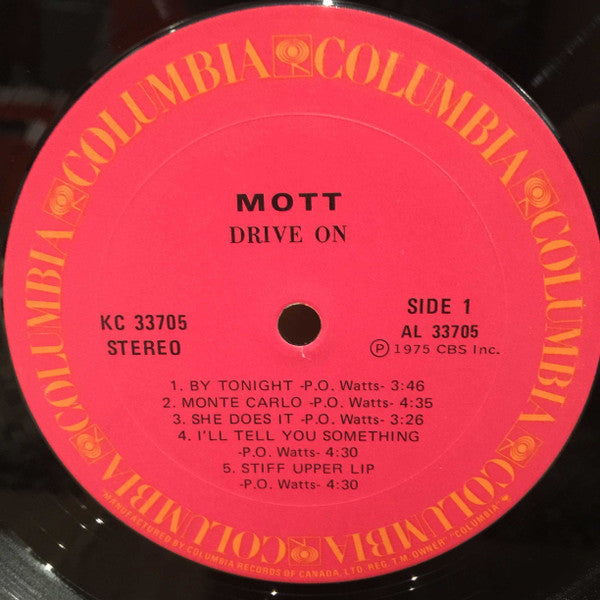 COLUMBIA COLUMBIA COLUMBIA COLUMBIA COLUMBIA COLUMBIA
MOTT
DRIVE ON
KC 33705
STEREO
SIDE 1
AL 33705
Ⓟ 1975 CBS Inc.
1. BY TONIGHT -P.O. Watts- 3:46
2. MONTE CARLO -P.O. Watts- 4:35
3. SHE DOES IT -P.O. Watts- 3:26
4. I'LL TELL YOU SOMETHING
-P.O. Watts- 4:30
5. STIFF UPPER LIP
-P.O. Watts- 4:30
"MANUFACTURED BY COLUMBIA RECORDS OF CANADA, LTD. REG. T.M. OWNER" "COLUMBIA"